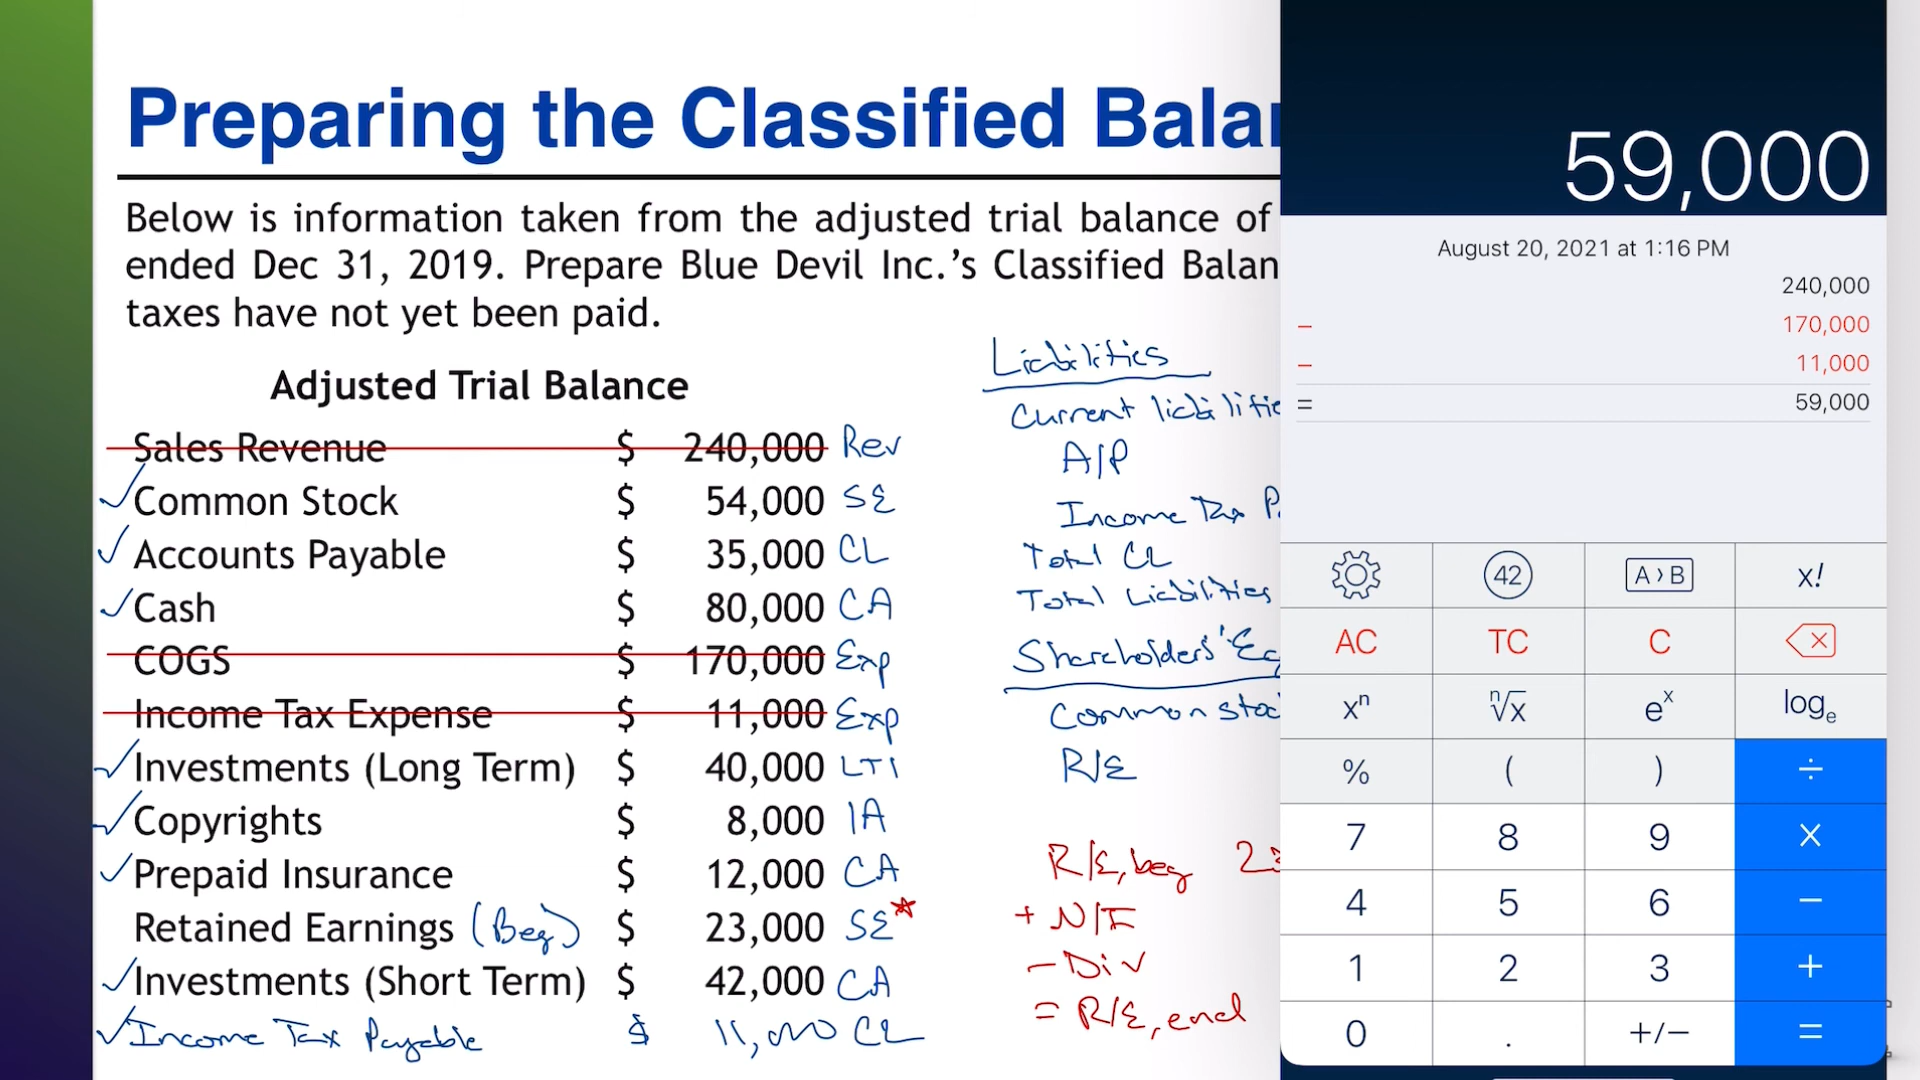 Preparing the Classified Balan
Below is information taken from the adjusted trial balance of
ended Dec 31, 2019. Prepare Blue Devil Inc.’s Classified Balan
taxes have not yet been paid.
Adjusted Trial Balance
Sales Revenue $ 240,000 Rev
Common Stock $ 54,000 SE
Accounts Payable $ 35,000 CL
Cash $ 80,000 CA
COGS $ 170,000 Exp
Income Tax Expense $ 11,000 Exp
Investments (Long Term) $ 40,000 LTI
Copyrights $ 8,000 IA
Prepaid Insurance $ 12,000 CA
Retained Earnings (Beg) $ 23,000 SE*
Investments (Short Term) $ 42,000 CA
Income Tax Payable $ 11,000 CL
Liabilities
Current liabilitie
A/P
Income Tax P
Total CL
Total Liabilities
Shareholders' Eq
Common stoc
R/E
R/E, beg 23
+ N/I
- Div
= R/E, end
59,000
August 20, 2021 at 1:16 PM
240,000
– 170,000
– 11,000
= 59,000
42 A›B x!
AC TC C
xⁿ ⁿ√x eˣ logₑ
% ( ) ÷
7 8 9 ×
4 5 6 −
1 2 3 +
0 . +/− =